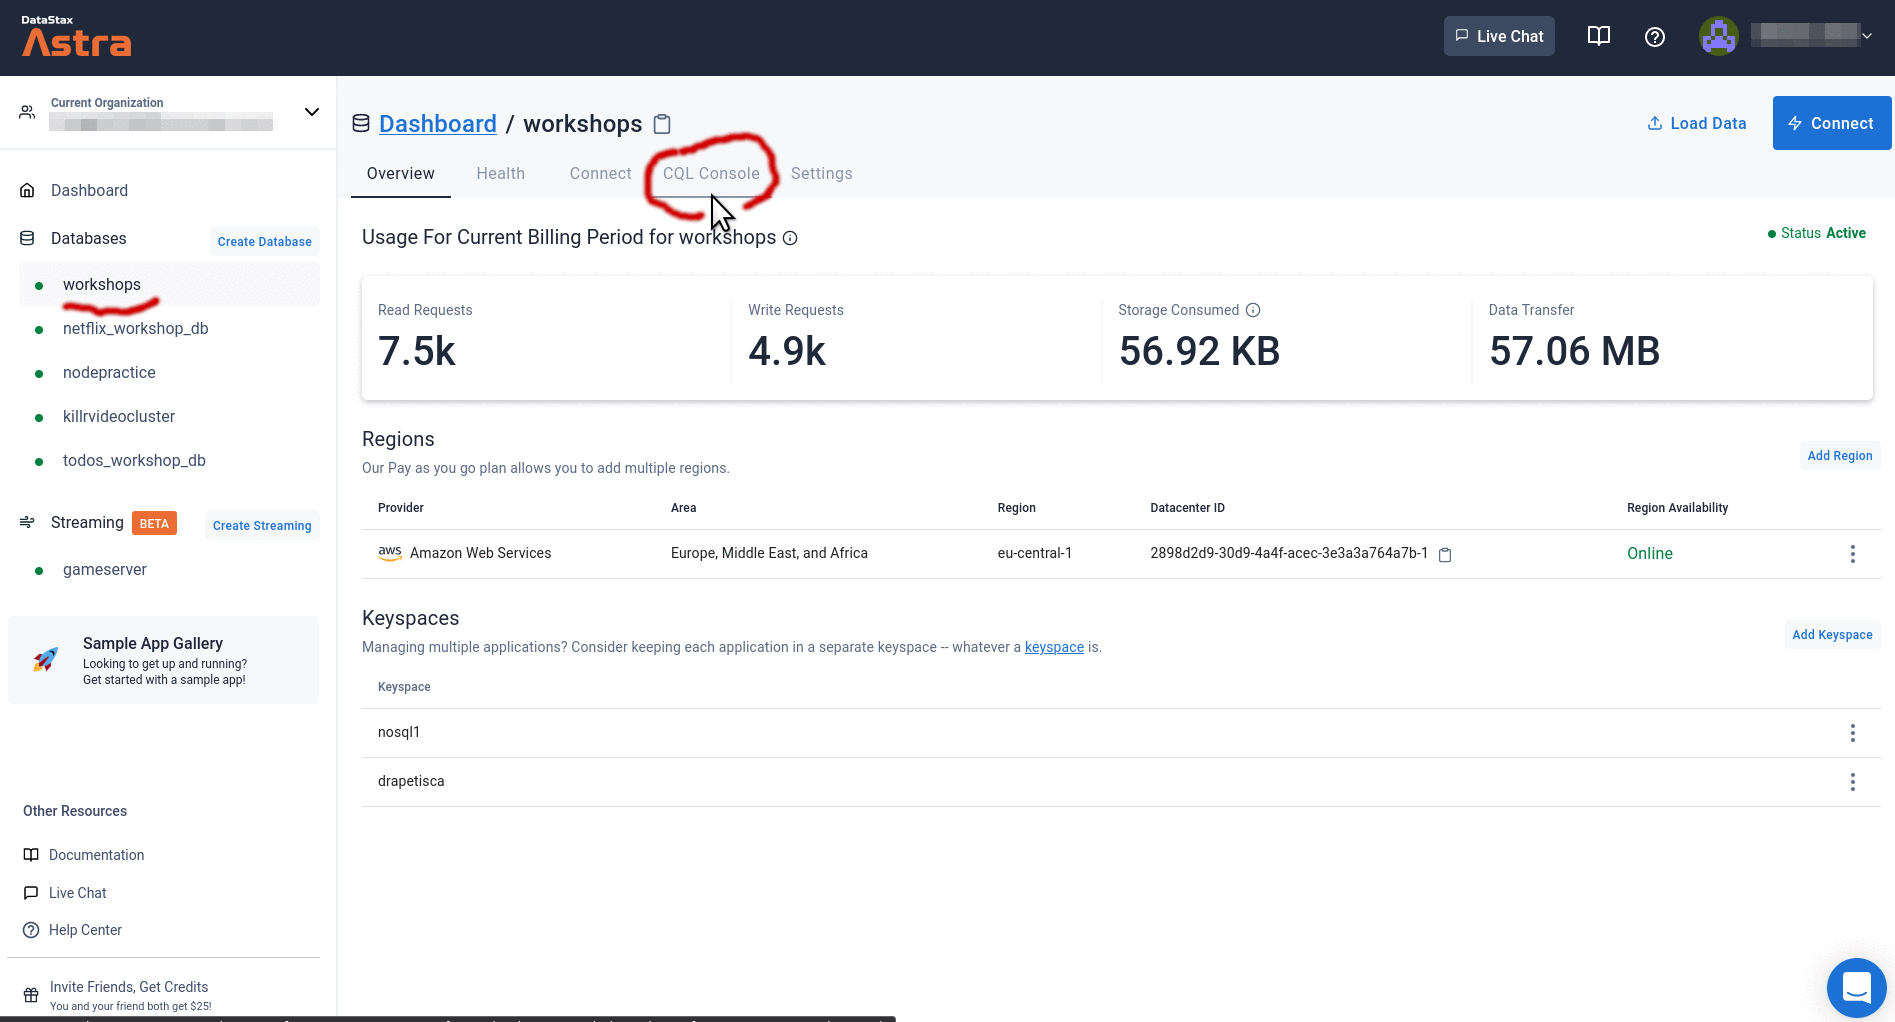 DataStax
Astra
Live Chat
Current Organization
Dashboard / workshops
Load Data
Connect
Overview
Health
Connect
CQL Console
Settings
Dashboard
Databases
Create Database
workshops
netflix_workshop_db
nodepractice
killrvideocluster
todos_workshop_db
Streaming
BETA
Create Streaming
gameserver
Sample App Gallery
Looking to get up and running?
Get started with a sample app!
Other Resources
Documentation
Live Chat
Help Center
Invite Friends, Get Credits
You and your friend both get $25!
Usage For Current Billing Period for workshops
Status Active
Read Requests
7.5k
Write Requests
4.9k
Storage Consumed
56.92 KB
Data Transfer
57.06 MB
Regions
Our Pay as you go plan allows you to add multiple regions.
Add Region
Provider
Area
Region
Datacenter ID
Region Availability
aws
Amazon Web Services
Europe, Middle East, and Africa
eu-central-1
2898d2d9-30d9-4a4f-acec-3e3a3a764a7b-1
Online
Keyspaces
Managing multiple applications? Consider keeping each application in a separate keyspace -- whatever a keyspace is.
Add Keyspace
Keyspace
nosql1
drapetisca